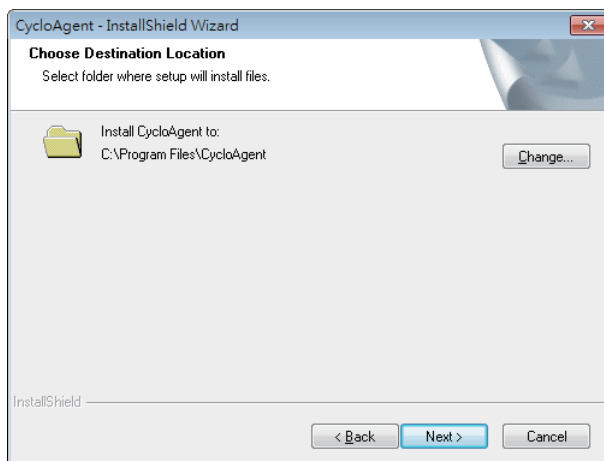 CycloAgent - InstallShield Wizard
Choose Destination Location
Select folder where setup will install files.
Install CycloAgent to:
C:\Program Files\CycloAgent
Change...
InstallShield
< Back Next > Cancel